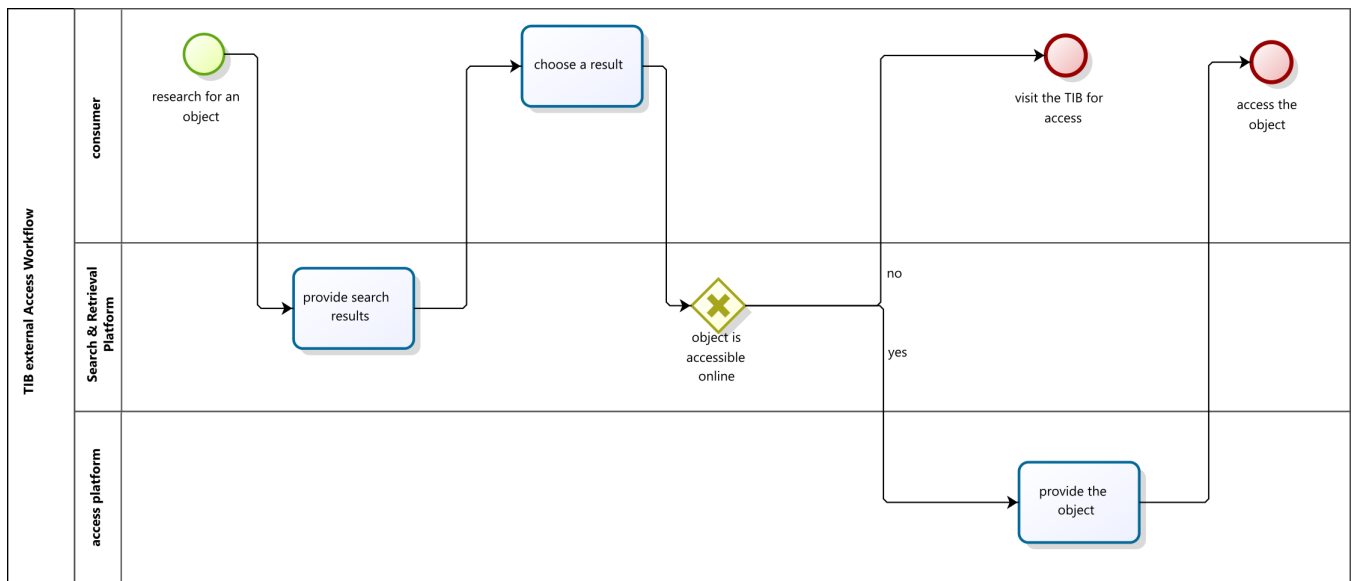 TIB external Access Workflow
consumer
research for an
object
choose a result
visit the TIB for
access
access the
object
Search & Retrieval
Platform
provide search
results
object is
accessible
online
no
yes
access platform
provide the
object